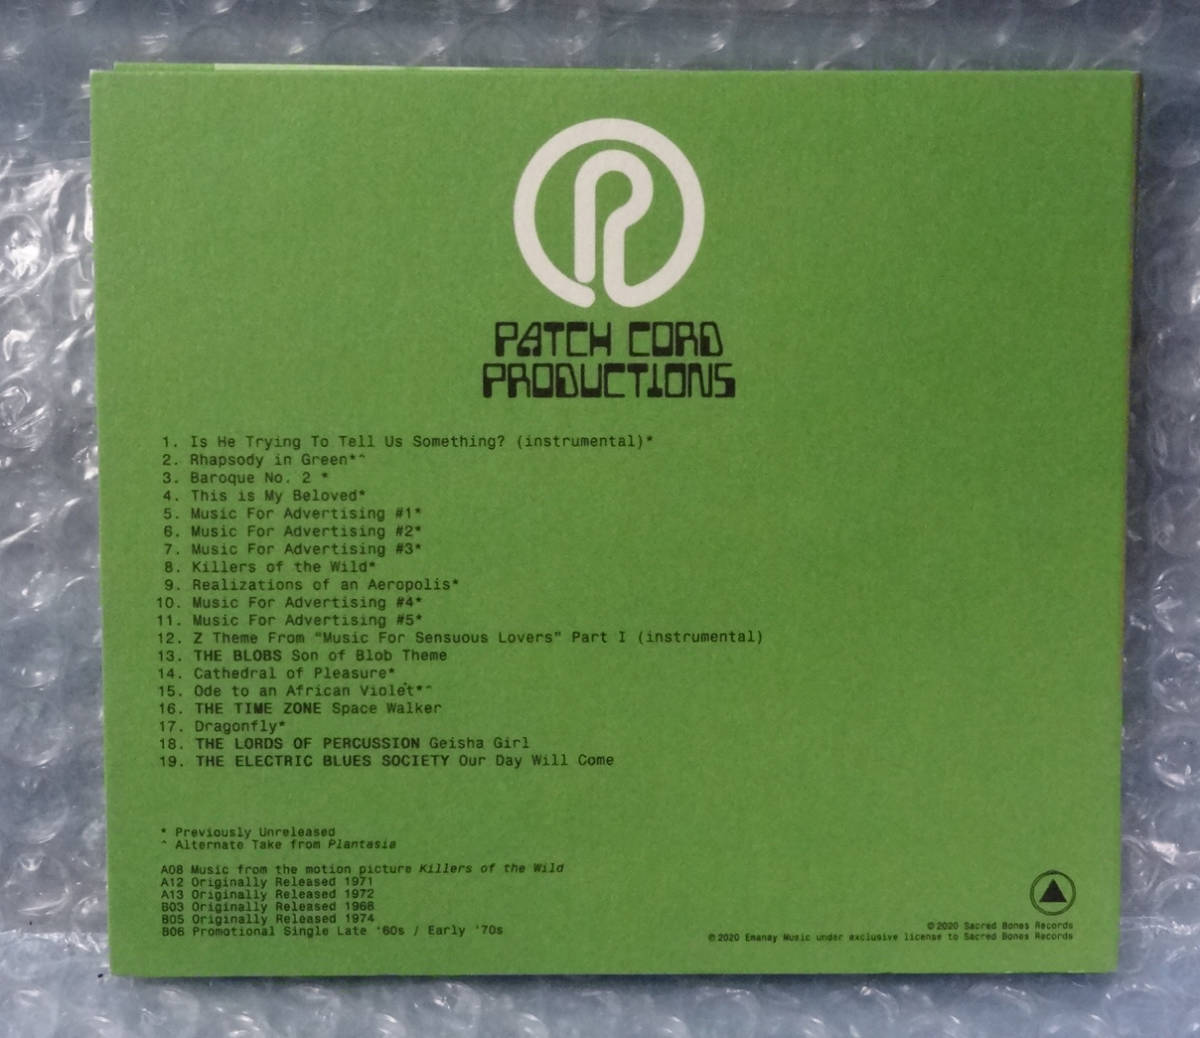 PATCH CORD
PRODUCTIONS
1. Is He Trying To Tell Us Something? (instrumental)*
2. Rhapsody in Green*^
3. Baroque No. 2 *
4. This is My Beloved*
5. Music For Advertising #1*
6. Music For Advertising #2*
7. Music For Advertising #3*
8. Killers of the Wild*
9. Realizations of an Aeropolis*
10. Music For Advertising #4*
11. Music For Advertising #5*
12. Z Theme From "Music For Sensuous Lovers" Part I (instrumental)
13. THE BLOBS Son of Blob Theme
14. Cathedral of Pleasure*
15. Ode to an African Violet*^
16. THE TIME ZONE Space Walker
17. Dragonfly*
18. THE LORDS OF PERCUSSION Geisha Girl
19. THE ELECTRIC BLUES SOCIETY Our Day Will Come
* Previously Unreleased
^ Alternate Take from Plantasia
A08 Music from the motion picture Killers of the Wild
A12 Originally Released 1971
A13 Originally Released 1972
B03 Originally Released 1968
B05 Originally Released 1974
B06 Promotional Single Late '60s / Early '70s
©2020 Sacred Bones Records
℗2020 Emanay Music under exclusive license to Sacred Bones Records